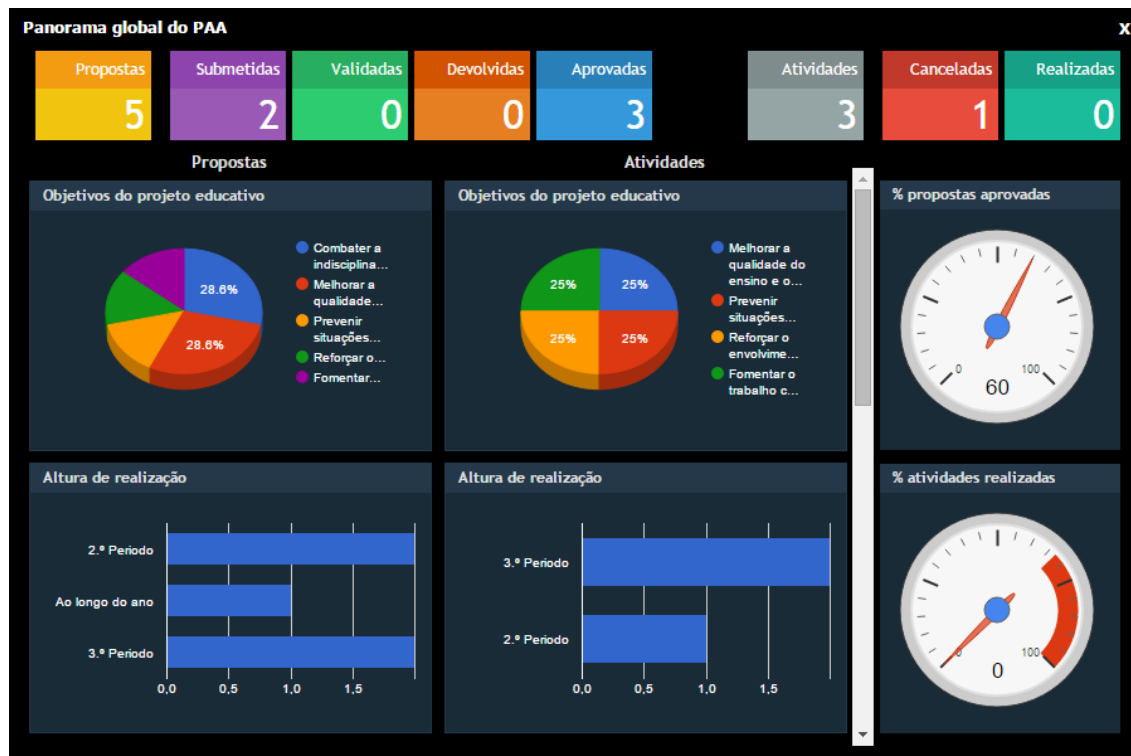 Panorama global do PAA
x
Propostas
5
Submetidas
2
Validadas
0
Devolvidas
0
Aprovadas
3
Atividades
3
Canceladas
1
Realizadas
0
Propostas
Objetivos do projeto educativo
28.6%
28.6%
Combater a
indisciplina...
Melhorar a
qualidade...
Prevenir
situações...
Reforçar o...
Fomentar...
Altura de realização
2.º Periodo
Ao longo do ano
3.º Periodo
0,0 0,5 1,0 1,5
Atividades
Objetivos do projeto educativo
25% 25%
25% 25%
Melhorar a
qualidade do
ensino e o...
Prevenir
situações...
Reforçar o
envolvime...
Fomentar o
trabalho c...
Altura de realização
3.º Periodo
2.º Periodo
0,0 0,5 1,0 1,5
% propostas aprovadas
0 100
60
% atividades realizadas
0 100
0